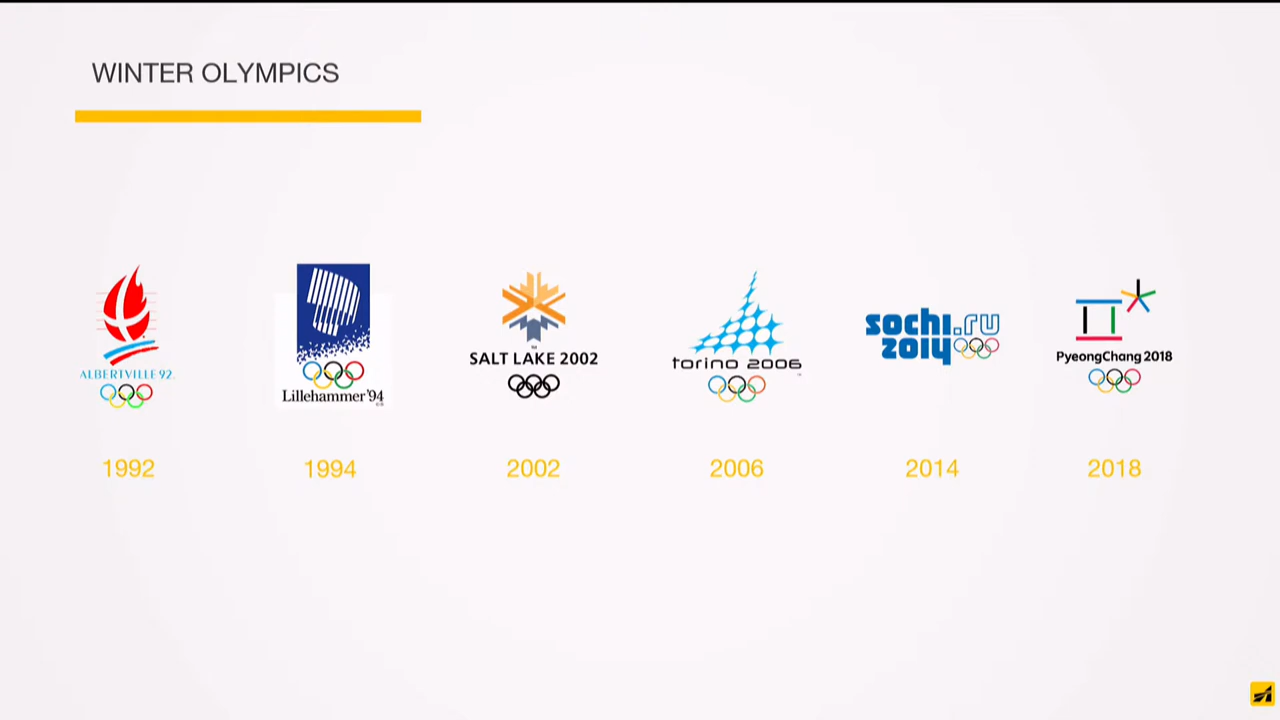 WINTER OLYMPICS
ALBERTVILLE 92
Lillehammer'94
SALT LAKE 2002
torino 2006
sochi.ru
2014
PyeongChang 2018
1992
1994
2002
2006
2014
2018